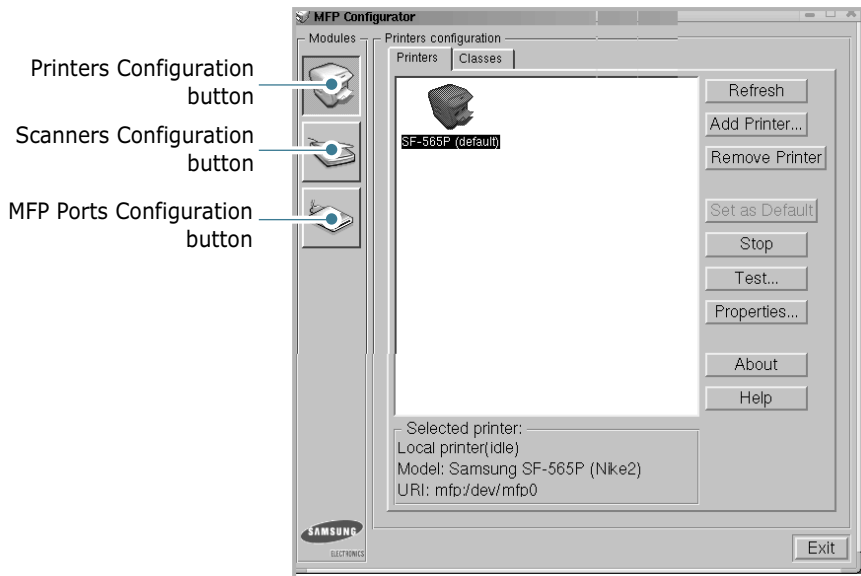 MFP Configurator
Modules
Printers configuration
Printers Configuration
button
Scanners Configuration
button
MFP Ports Configuration
button
Printers
Classes
SF-565P (default)
Refresh
Add Printer...
Remove Printer
Set as Default
Stop
Test...
Properties...
About
Help
Selected printer:
Local printer(idle)
Model: Samsung SF-565P (Nike2)
URI: mfp:/dev/mfp0
SAMSUNG
ELECTRONICS
Exit